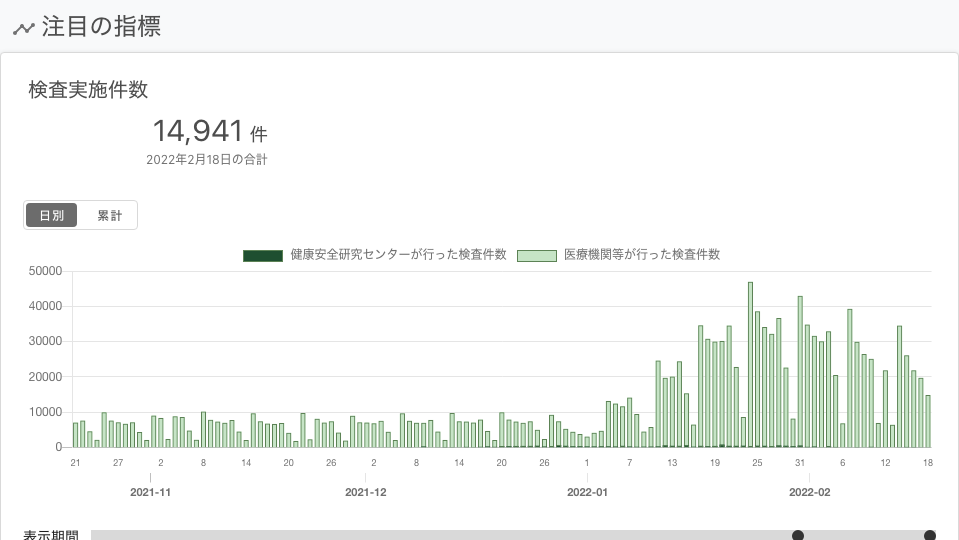 注目の指標
検査実施件数
14,941 件
2022年2月18日の合計
日別 累計
健康安全研究センターが行った検査件数 医療機関等が行った検査件数
50000
40000
30000
20000
10000
0
21 27 2 8 14 20 26 2 8 14 20 26 1 7 13 19 25 31 6 12 18
2021-11 2021-12 2022-01 2022-02
表示期間